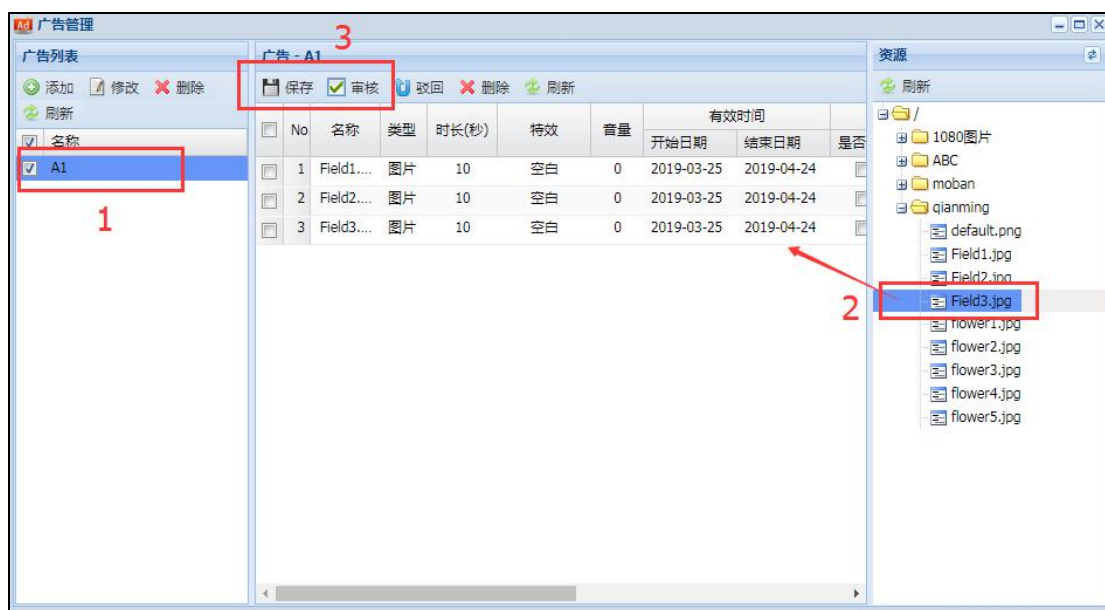 广告管理
广告列表
添加 修改 删除
刷新
名称
A1
1
广告 - A1
3
保存 审核 驳回 删除 刷新
No 名称 类型 时长(秒) 特效 音量 有效时间
开始日期 结束日期 是否
1 Field1.... 图片 10 空白 0 2019-03-25 2019-04-24
2 Field2.... 图片 10 空白 0 2019-03-25 2019-04-24
3 Field3.... 图片 10 空白 0 2019-03-25 2019-04-24
2
资源
刷新
/
1080图片
ABC
moban
qianming
default.png
Field1.jpg
Field2.jpg
Field3.jpg
flower1.jpg
flower2.jpg
flower3.jpg
flower4.jpg
flower5.jpg